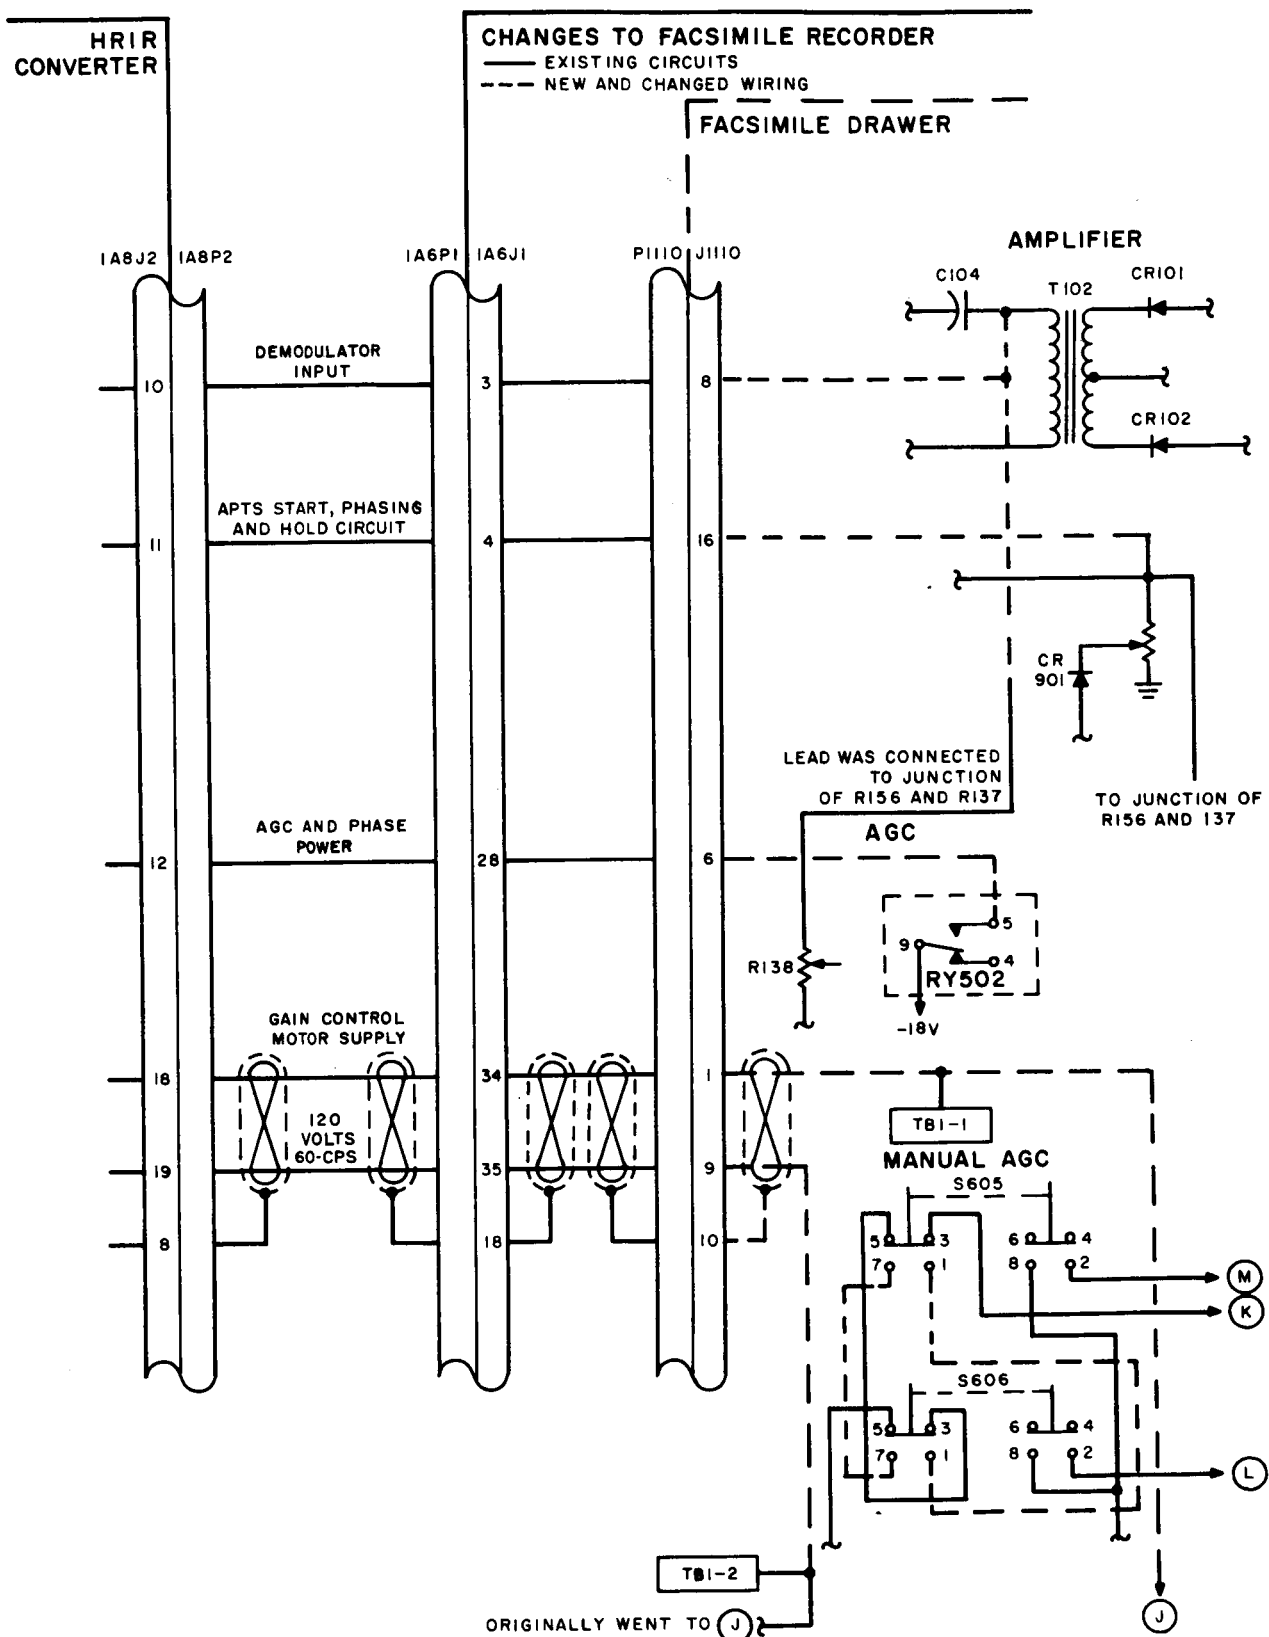 HRIR
CONVERTER
CHANGES TO FACSIMILE RECORDER
EXISTING CIRCUITS
NEW AND CHANGED WIRING
FACSIMILE DRAWER
1A8J2 1A8P2
1A6P1 1A6J1
P1110 J1110
AMPLIFIER
C104
T102
CR101
DEMODULATOR
INPUT
10
3
8
CR102
APTS START, PHASING
AND HOLD CIRCUIT
11
4
16
CR
901
LEAD WAS CONNECTED
TO JUNCTION
OF R156 AND R137
TO JUNCTION OF
R156 AND 137
AGC
AGC AND PHASE
POWER
12
28
6
5
9
4
RY502
R138
-18V
GAIN CONTROL
MOTOR SUPPLY
18
34
1
120
VOLTS
60-CPS
TB1-1
19
35
9
MANUAL AGC
S605
8
18
10
5 3 6 4
7 1 8 2
M
K
S606
5 3 6 4
7 1 8 2
L
TB1-2
ORIGINALLY WENT TO J
J